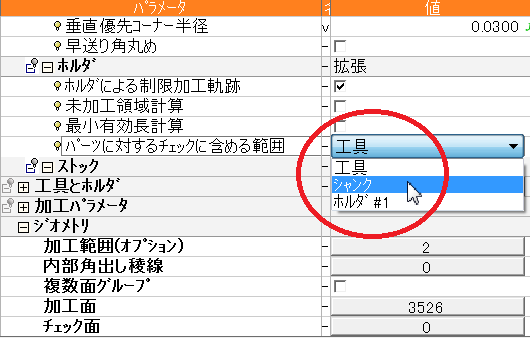 パラメータ 値
垂直優先コーナー半径 v 0.0300
早送り角丸め
ホルダ 拡張
ホルダによる制限加工軌跡
未加工領域計算
最小有効長計算
パーツに対するチェックに含める範囲 工具
工具
シャンク
ホルダ#1
ストック
工具とホルダ
加工パラメータ
ジオメトリ
加工範囲(オプション) 2
内部角出し稜線 0
複数面グループ
加工面 3526
チェック面 0